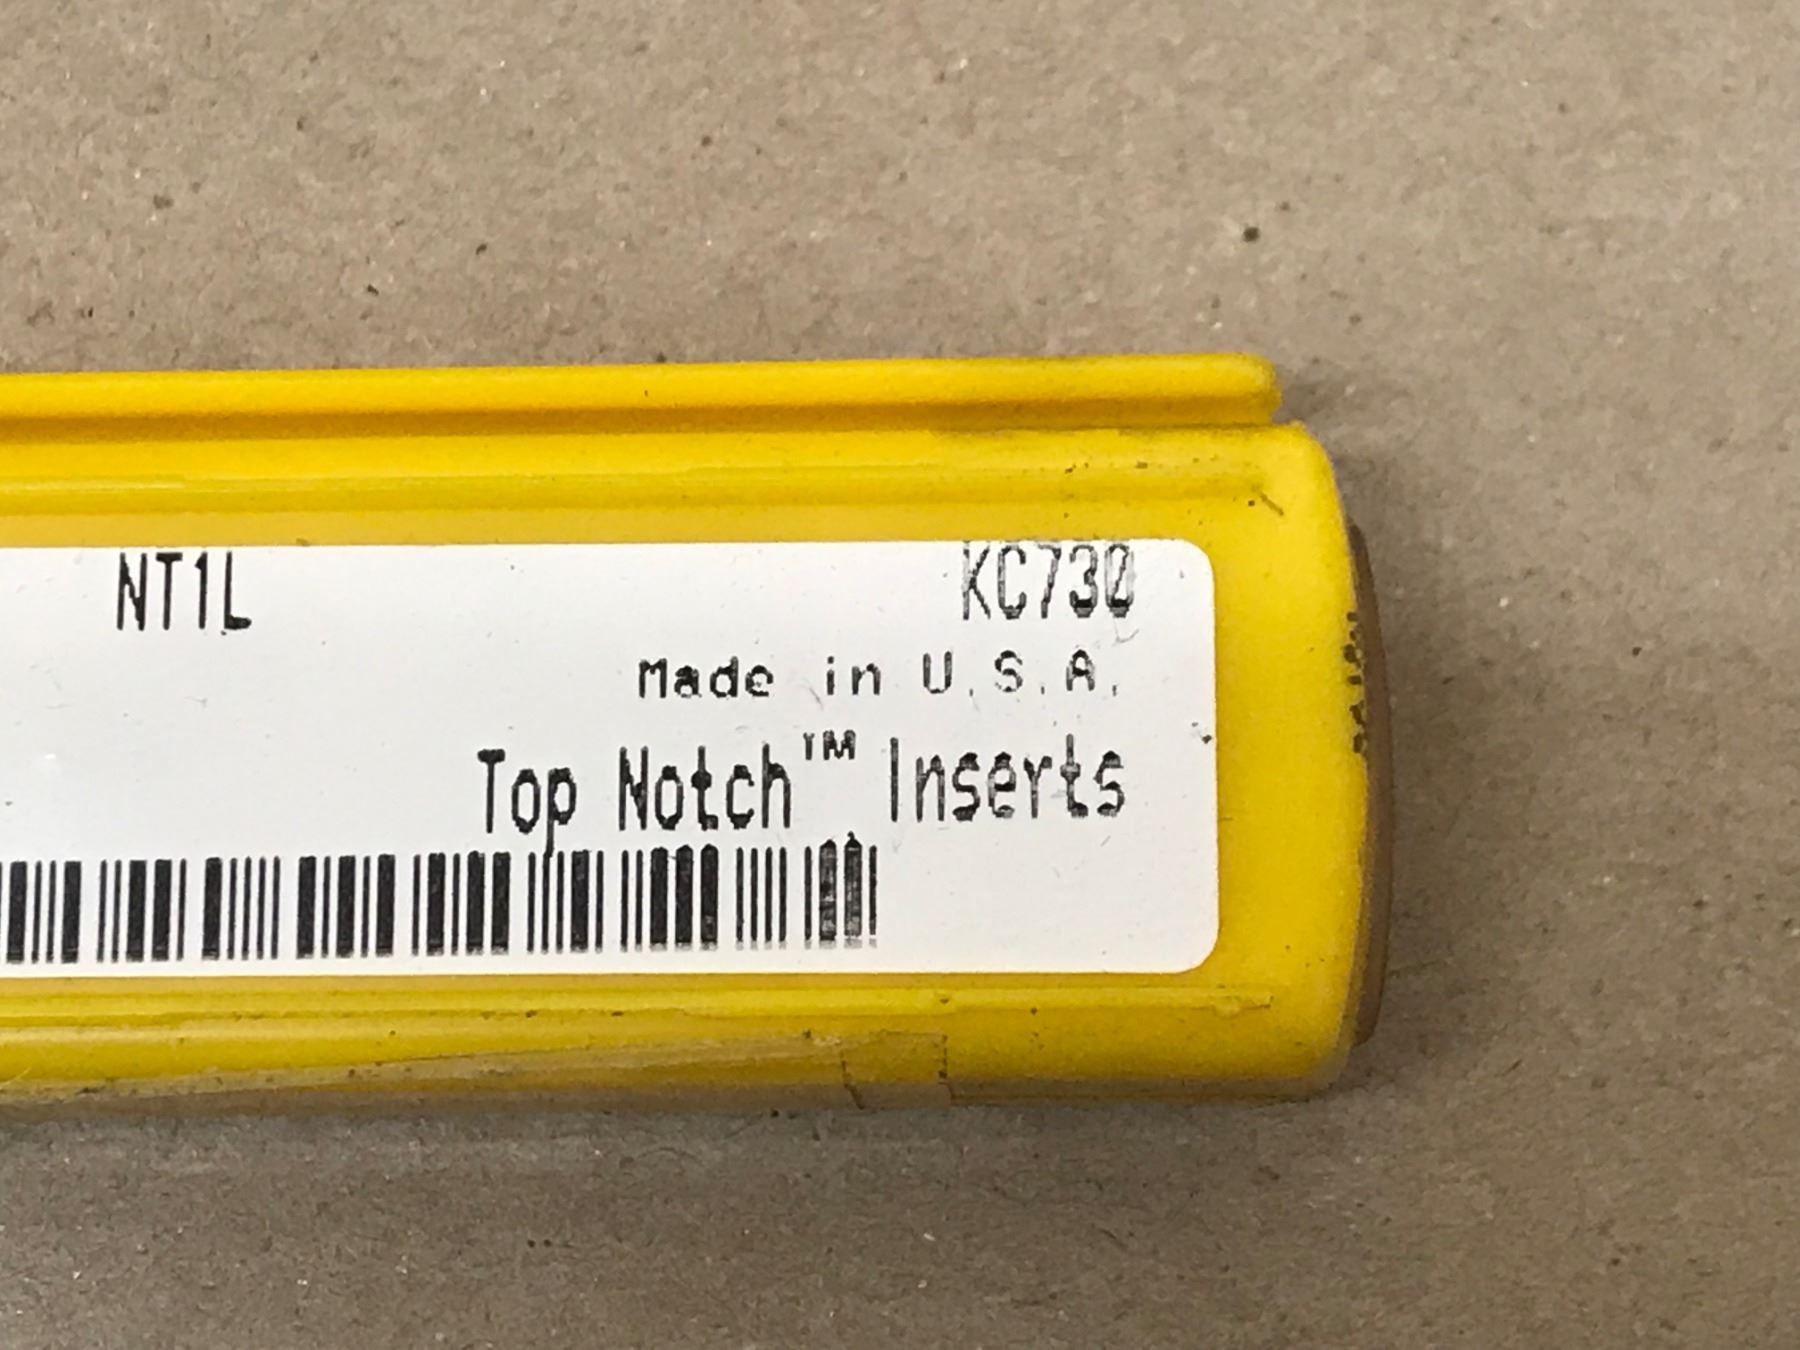 NT1L KC730
Made in U.S.A.
Top Notch™ Inserts